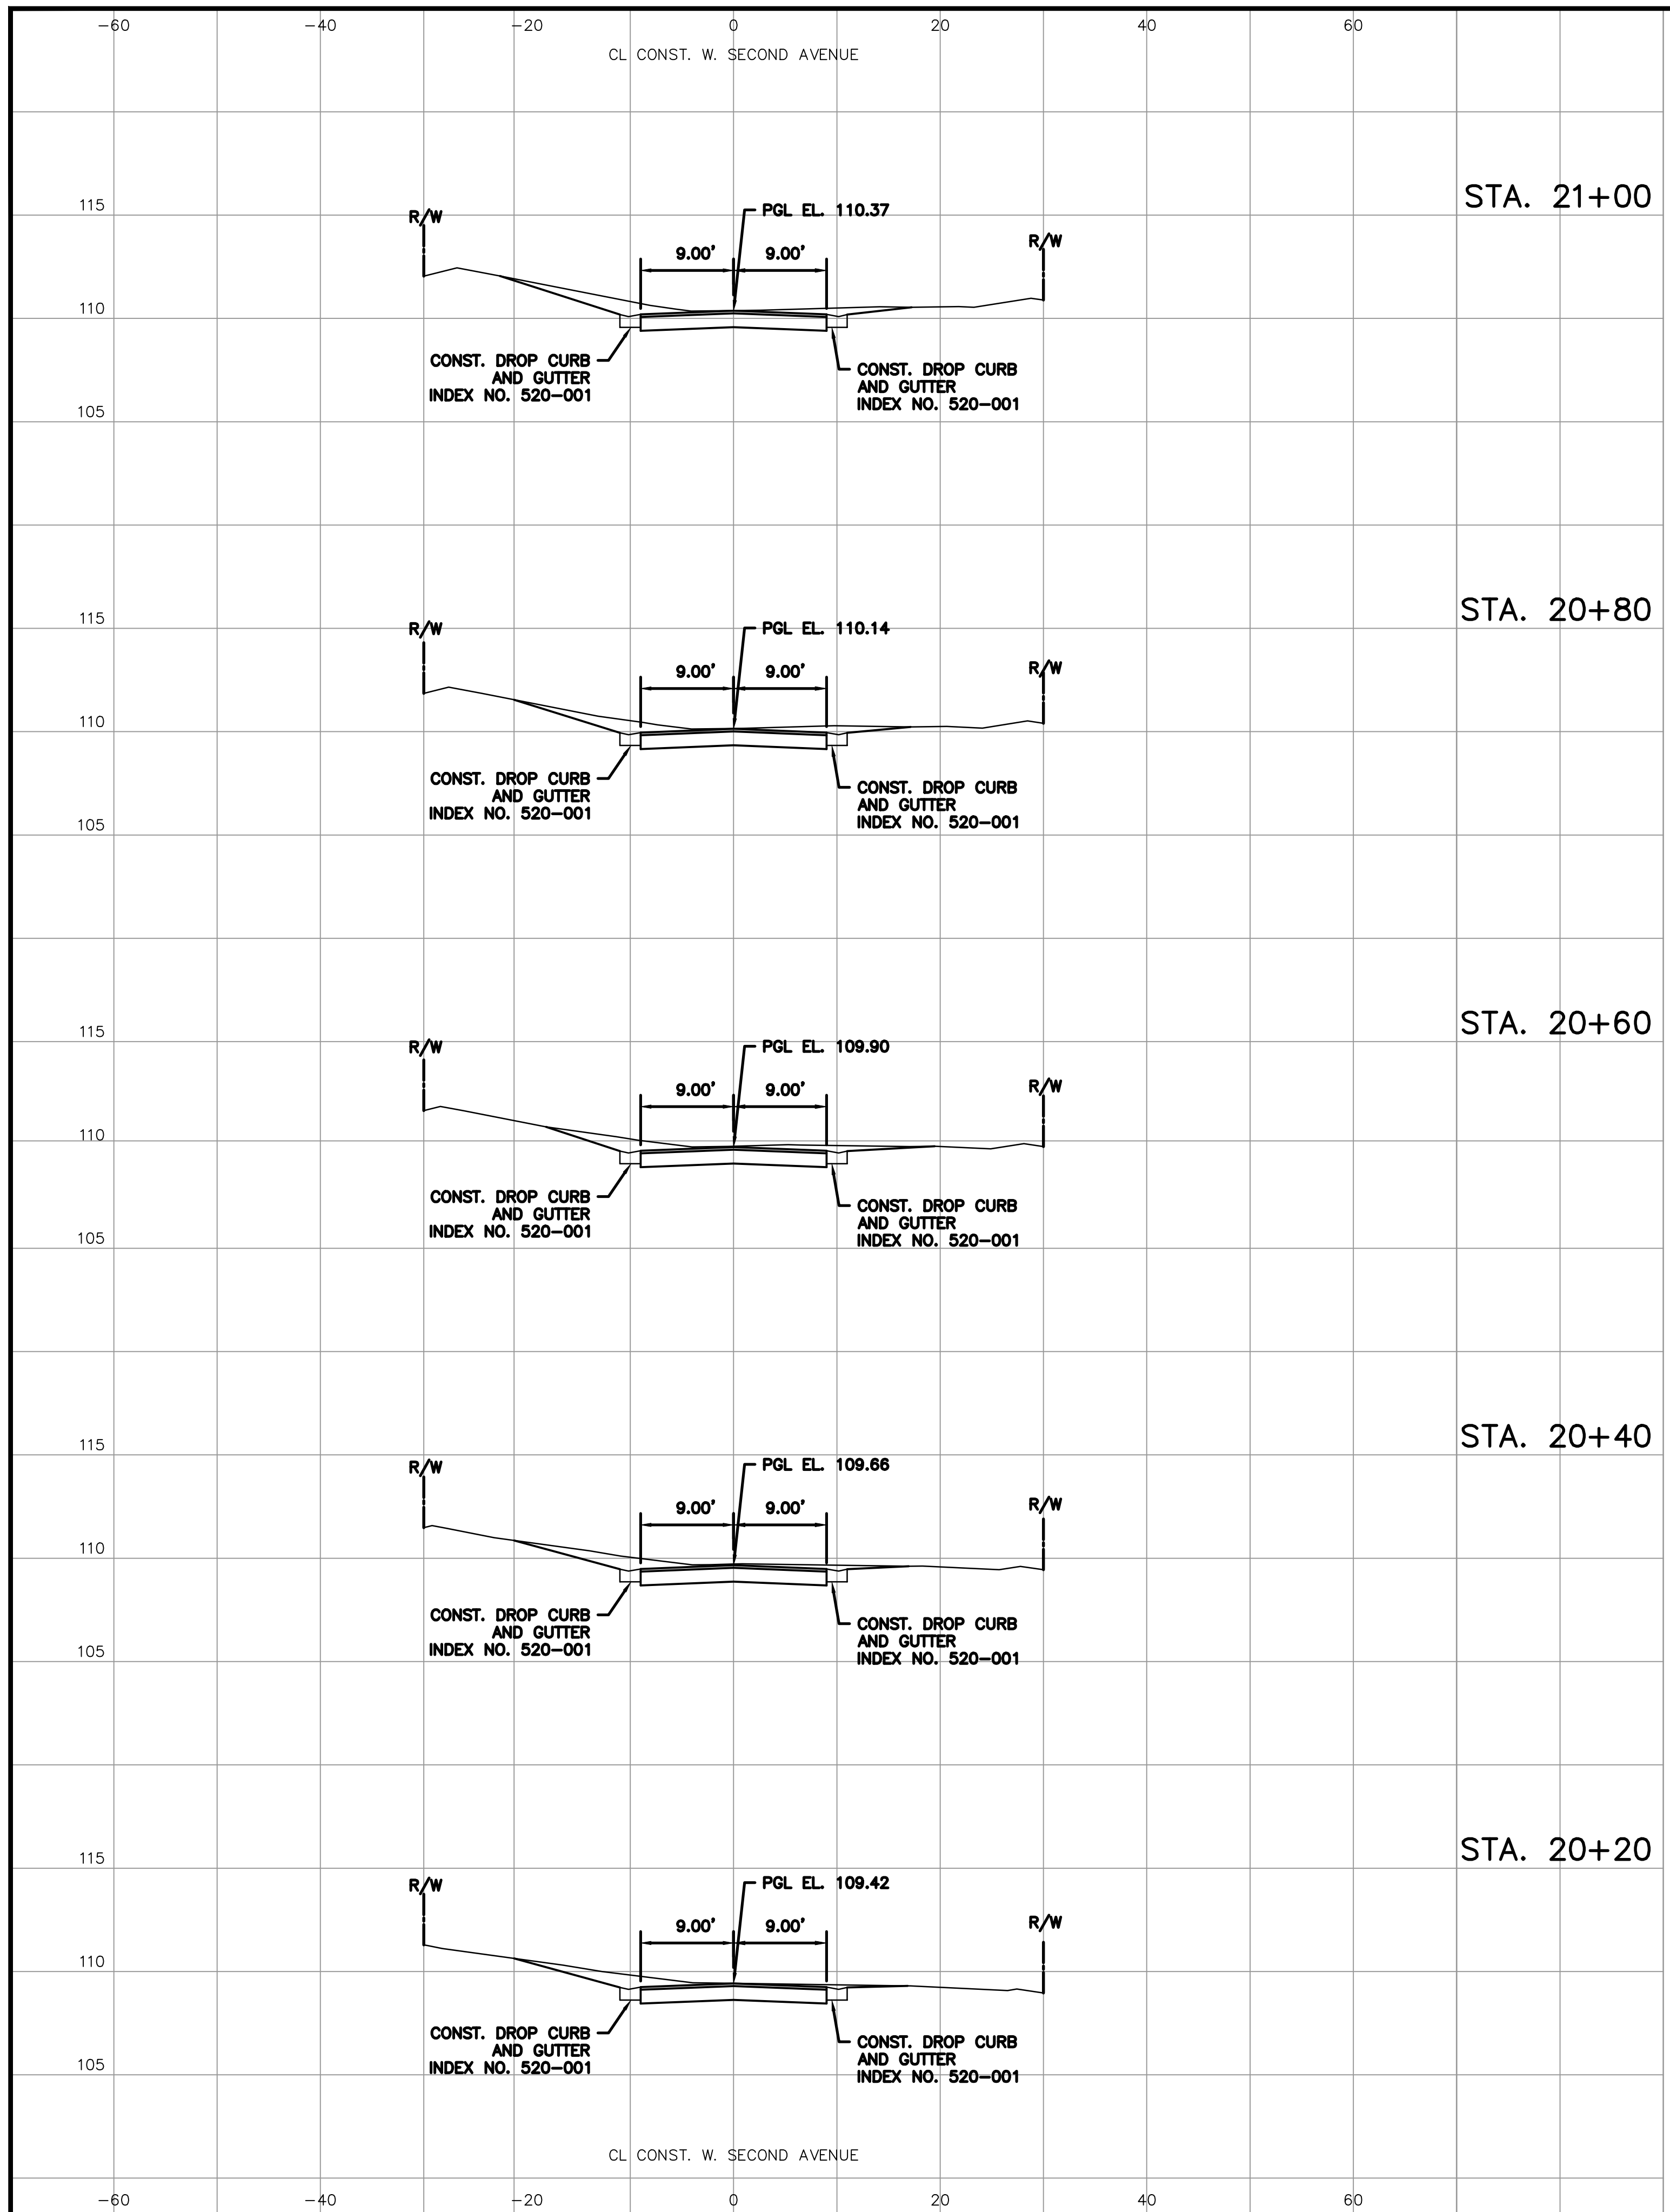 -60 -40 -20 0 20 40 60
CL CONST. W. SECOND AVENUE
STA. 21+00
115
R/W
PGL EL. 110.37
R/W
9.00' 9.00'
110
CONST. DROP CURB
AND GUTTER
INDEX NO. 520-001
CONST. DROP CURB
AND GUTTER
INDEX NO. 520-001
105
STA. 20+80
115
R/W
PGL EL. 110.14
R/W
9.00' 9.00'
110
CONST. DROP CURB
AND GUTTER
INDEX NO. 520-001
CONST. DROP CURB
AND GUTTER
INDEX NO. 520-001
105
STA. 20+60
115
R/W
PGL EL. 109.90
R/W
9.00' 9.00'
110
CONST. DROP CURB
AND GUTTER
INDEX NO. 520-001
CONST. DROP CURB
AND GUTTER
INDEX NO. 520-001
105
STA. 20+40
115
R/W
PGL EL. 109.66
R/W
9.00' 9.00'
110
CONST. DROP CURB
AND GUTTER
INDEX NO. 520-001
CONST. DROP CURB
AND GUTTER
INDEX NO. 520-001
105
STA. 20+20
115
R/W
PGL EL. 109.42
R/W
9.00' 9.00'
110
CONST. DROP CURB
AND GUTTER
INDEX NO. 520-001
CONST. DROP CURB
AND GUTTER
INDEX NO. 520-001
105
CL CONST. W. SECOND AVENUE
-60 -40 -20 0 20 40 60